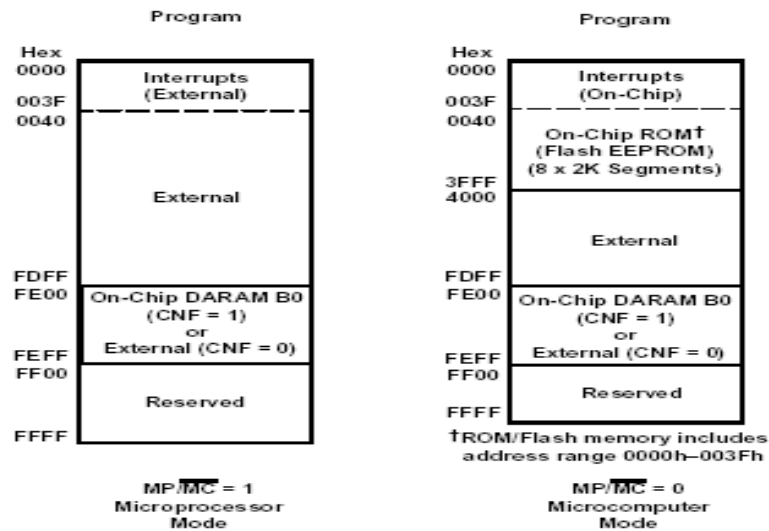 Program
Hex
0000
Interrupts
(External)
003F
0040
External
FDFF
FE00
On-Chip DARAM B0
(CNF = 1)
or
External (CNF = 0)
FEFF
FF00
Reserved
FFFF
MP/MC = 1
Microprocessor
Mode
Program
Hex
0000
Interrupts
(On-Chip)
003F
0040
On-Chip ROM†
(Flash EEPROM)
(8 x 2K Segments)
3FFF
4000
External
FDFF
FE00
On-Chip DARAM B0
(CNF = 1)
or
External (CNF = 0)
FEFF
FF00
Reserved
FFFF
†ROM/Flash memory includes
address range 0000h–003Fh
MP/MC = 0
Microcomputer
Mode